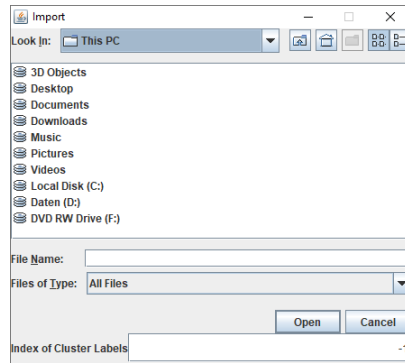 Import
Look In: This PC
3D Objects
Desktop
Documents
Downloads
Music
Pictures
Videos
Local Disk (C:)
Daten (D:)
DVD RW Drive (F:)
File Name:
Files of Type: All Files
Open Cancel
Index of Cluster Labels -1